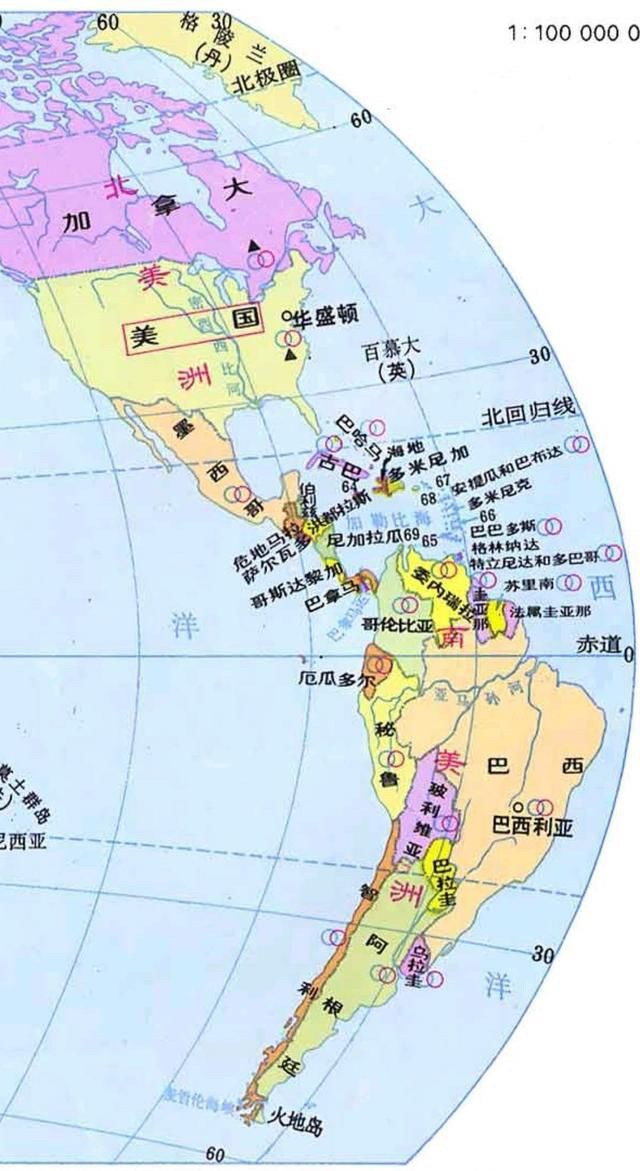 60 30
1∶100 000 0
格陵兰
(丹)
北极圈
60
北
加拿大
大
美
美国
密西西比河
华盛顿
洲
百慕大
(英)
30
北回归线
墨西哥
巴哈马
古巴
海地
多米尼加
64
67
68
安提瓜和巴布达
多米尼克
66
伯利兹
洪都拉斯
加勒比海
巴巴多斯
危地马拉
萨尔瓦多
尼加拉瓜 69 65
格林纳达
特立尼达和多巴哥
哥斯达黎加
巴拿马
委内瑞拉
圭亚那
苏里南
西
法属圭亚那
洋
哥伦比亚
南
赤道
0
厄瓜多尔
亚马孙河
秘鲁
美
巴西
玻利维亚
巴西利亚
群岛
尼西亚
巴拉圭
智利
洲
阿根廷
乌拉圭
30
洋
麦哲伦海峡
火地岛
60